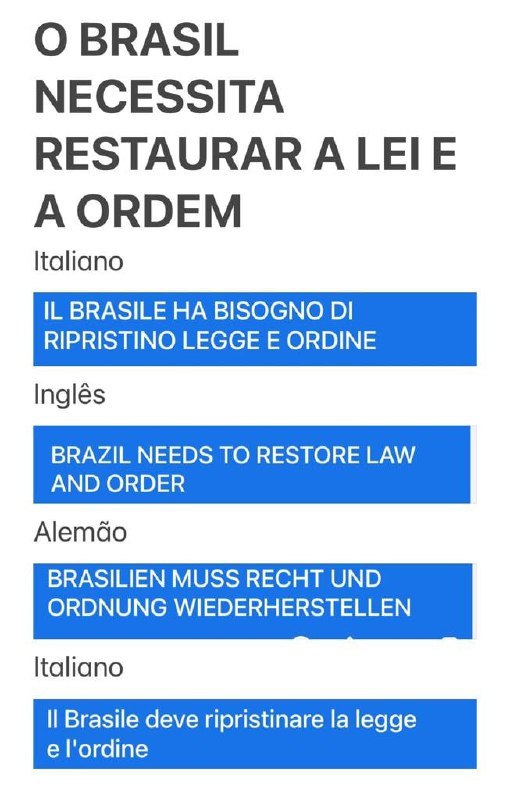 O BRASIL
NECESSITA
RESTAURAR A LEI E
A ORDEM
Italiano
IL BRASILE HA BISOGNO DI
RIPRISTINO LEGGE E ORDINE
Inglês
BRAZIL NEEDS TO RESTORE LAW
AND ORDER
Alemão
BRASILIEN MUSS RECHT UND
ORDNUNG WIEDERHERSTELLEN
Italiano
Il Brasile deve ripristinare la legge
e l'ordine